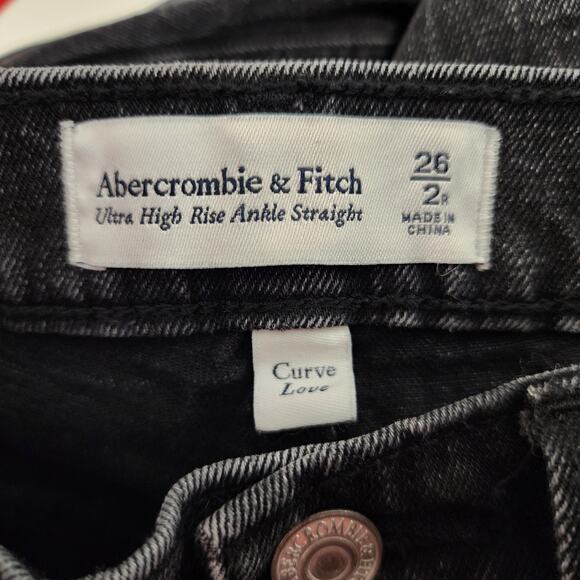 Abercrombie & Fitch
Ultra High Rise Ankle Straight
26
2R
MADE IN
CHINA
Curve
Love
ABERCROMBIE